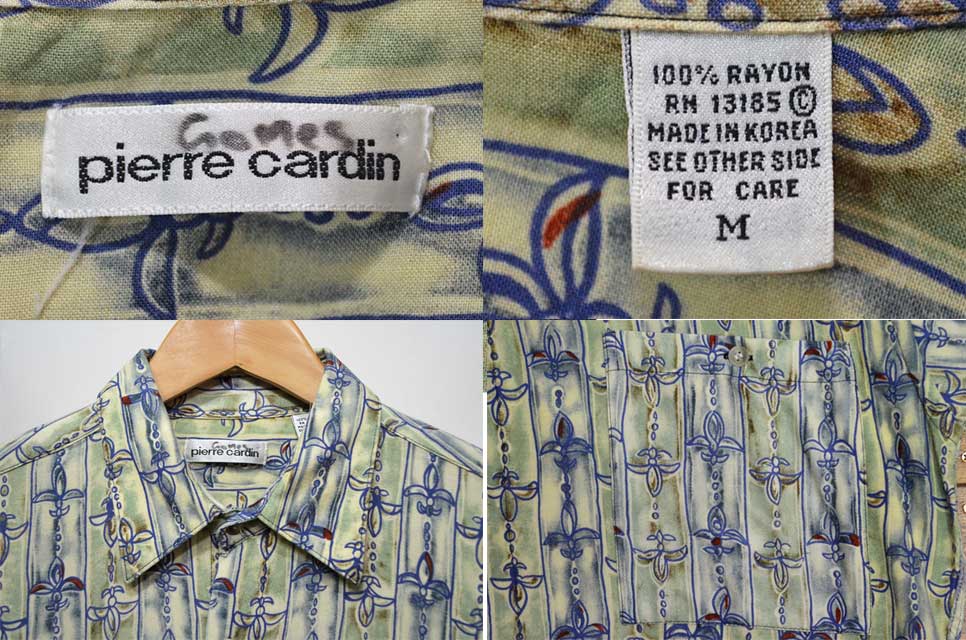 Gomes
pierre cardin
100% RAYON
RN 13185 ©
MADE IN KOREA
SEE OTHER SIDE
FOR CARE
M
Gomes
pierre cardin